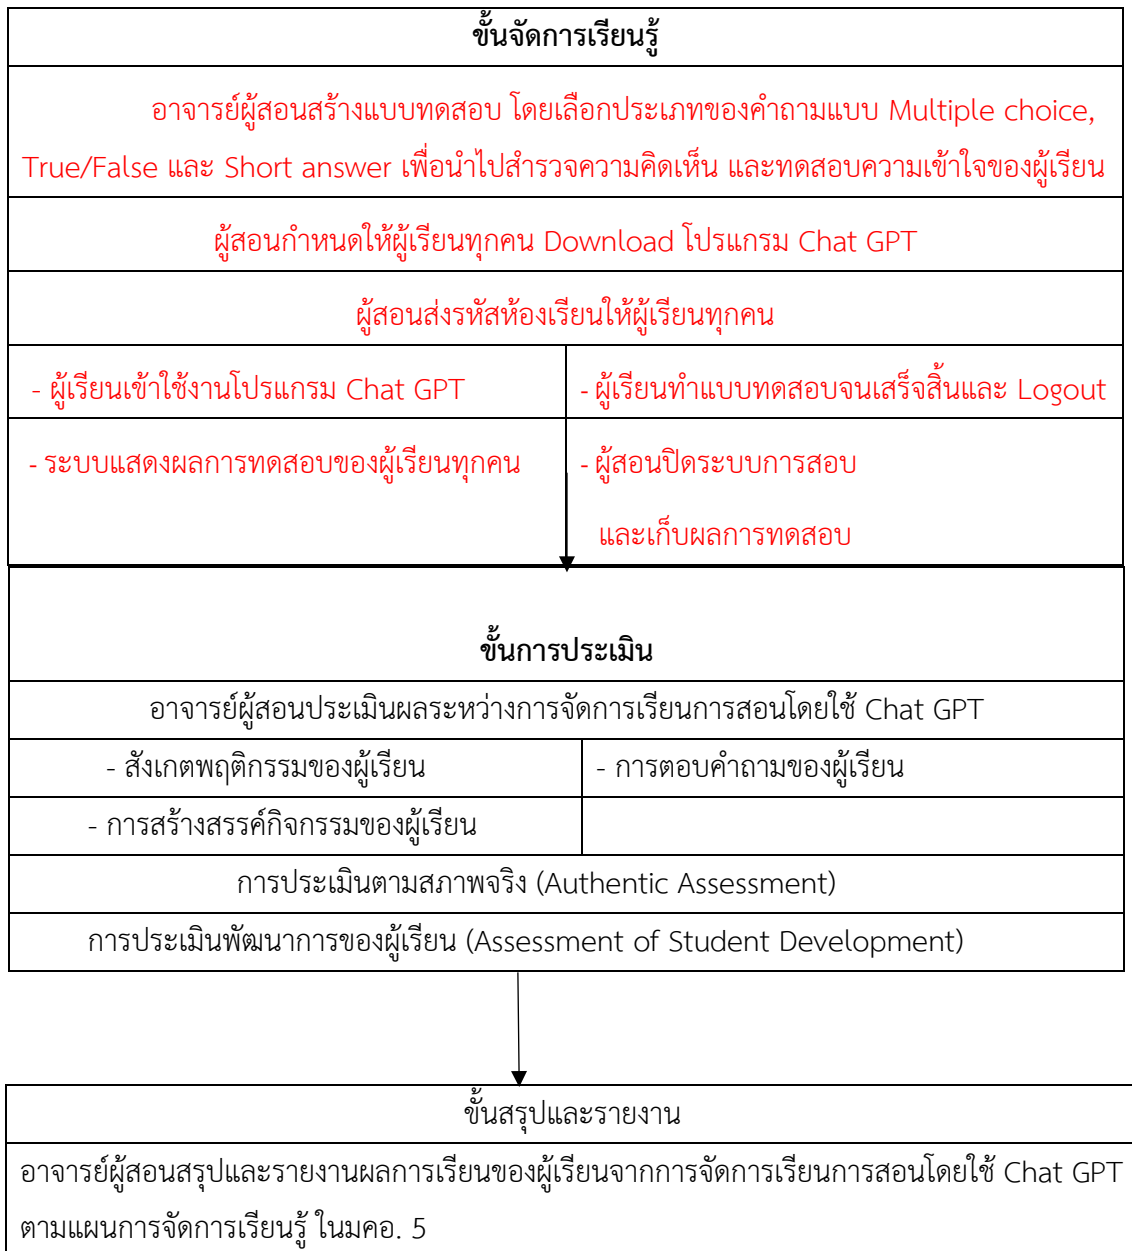 ขั้นจัดการเรียนรู้
อาจารย์ผู้สอนสร้างแบบทดสอบ โดยเลือกประเภทของคำถามแบบ Multiple choice,
True/False และ Short answer เพื่อนำไปสำรวจความคิดเห็น และทดสอบความเข้าใจของผู้เรียน
ผู้สอนกำหนดให้ผู้เรียนทุกคน Download โปรแกรม Chat GPT
ผู้สอนส่งรหัสห้องเรียนให้ผู้เรียนทุกคน
- ผู้เรียนเข้าใช้งานโปรแกรม Chat GPT
- ผู้เรียนทำแบบทดสอบจนเสร็จสิ้นและ Logout
- ระบบแสดงผลการทดสอบของผู้เรียนทุกคน
- ผู้สอนปิดระบบการสอบ
และเก็บผลการทดสอบ
ขั้นการประเมิน
อาจารย์ผู้สอนประเมินผลระหว่างการจัดการเรียนการสอนโดยใช้ Chat GPT
- สังเกตพฤติกรรมของผู้เรียน
- การตอบคำถามของผู้เรียน
- การสร้างสรรค์กิจกรรมของผู้เรียน
การประเมินตามสภาพจริง (Authentic Assessment)
การประเมินพัฒนาการของผู้เรียน (Assessment of Student Development)
ขั้นสรุปและรายงาน
อาจารย์ผู้สอนสรุปและรายงานผลการเรียนของผู้เรียนจากการจัดการเรียนการสอนโดยใช้ Chat GPT
ตามแผนการจัดการเรียนรู้ ในมคอ. 5